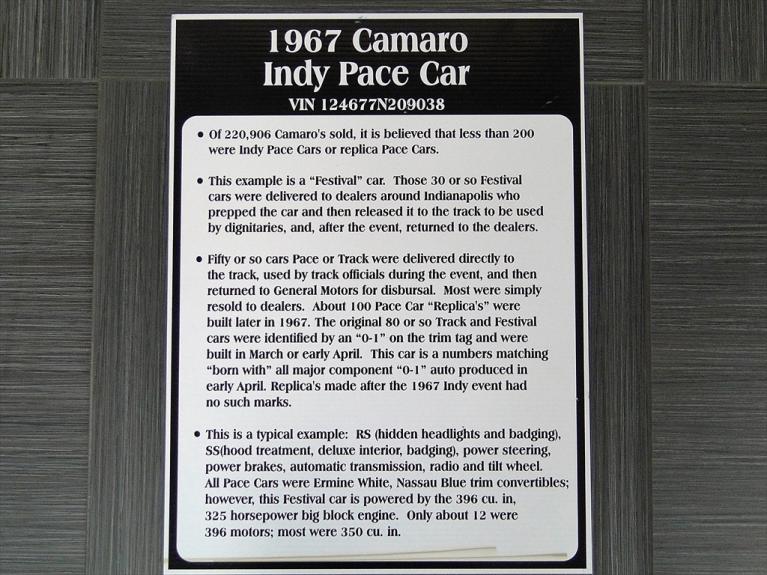 1967 Camaro
Indy Pace Car
VIN 124677N209038
• Of 220,906 Camaro's sold, it is believed that less than 200
were Indy Pace Cars or replica Pace Cars.
• This example is a “Festival” car. Those 30 or so Festival
cars were delivered to dealers around Indianapolis who
prepped the car and then released it to the track to be used
by dignitaries, and, after the event, returned to the dealers.
• Fifty or so cars Pace or Track were delivered directly to
the track, used by track officials during the event, and then
returned to General Motors for disbursal. Most were simply
resold to dealers. About 100 Pace Car “Replica's” were
built later in 1967. The original 80 or so Track and Festival
cars were identified by an “0-1” on the trim tag and were
built in March or early April. This car is a numbers matching
“born with” all major component “0-1” auto produced in
early April. Replica's made after the 1967 Indy event had
no such marks.
• This is a typical example: RS (hidden headlights and badging),
SS(hood treatment, deluxe interior, badging), power steering,
power brakes, automatic transmission, radio and tilt wheel.
All Pace Cars were Ermine White, Nassau Blue trim convertibles;
however, this Festival car is powered by the 396 cu. in,
325 horsepower big block engine. Only about 12 were
396 motors; most were 350 cu. in.